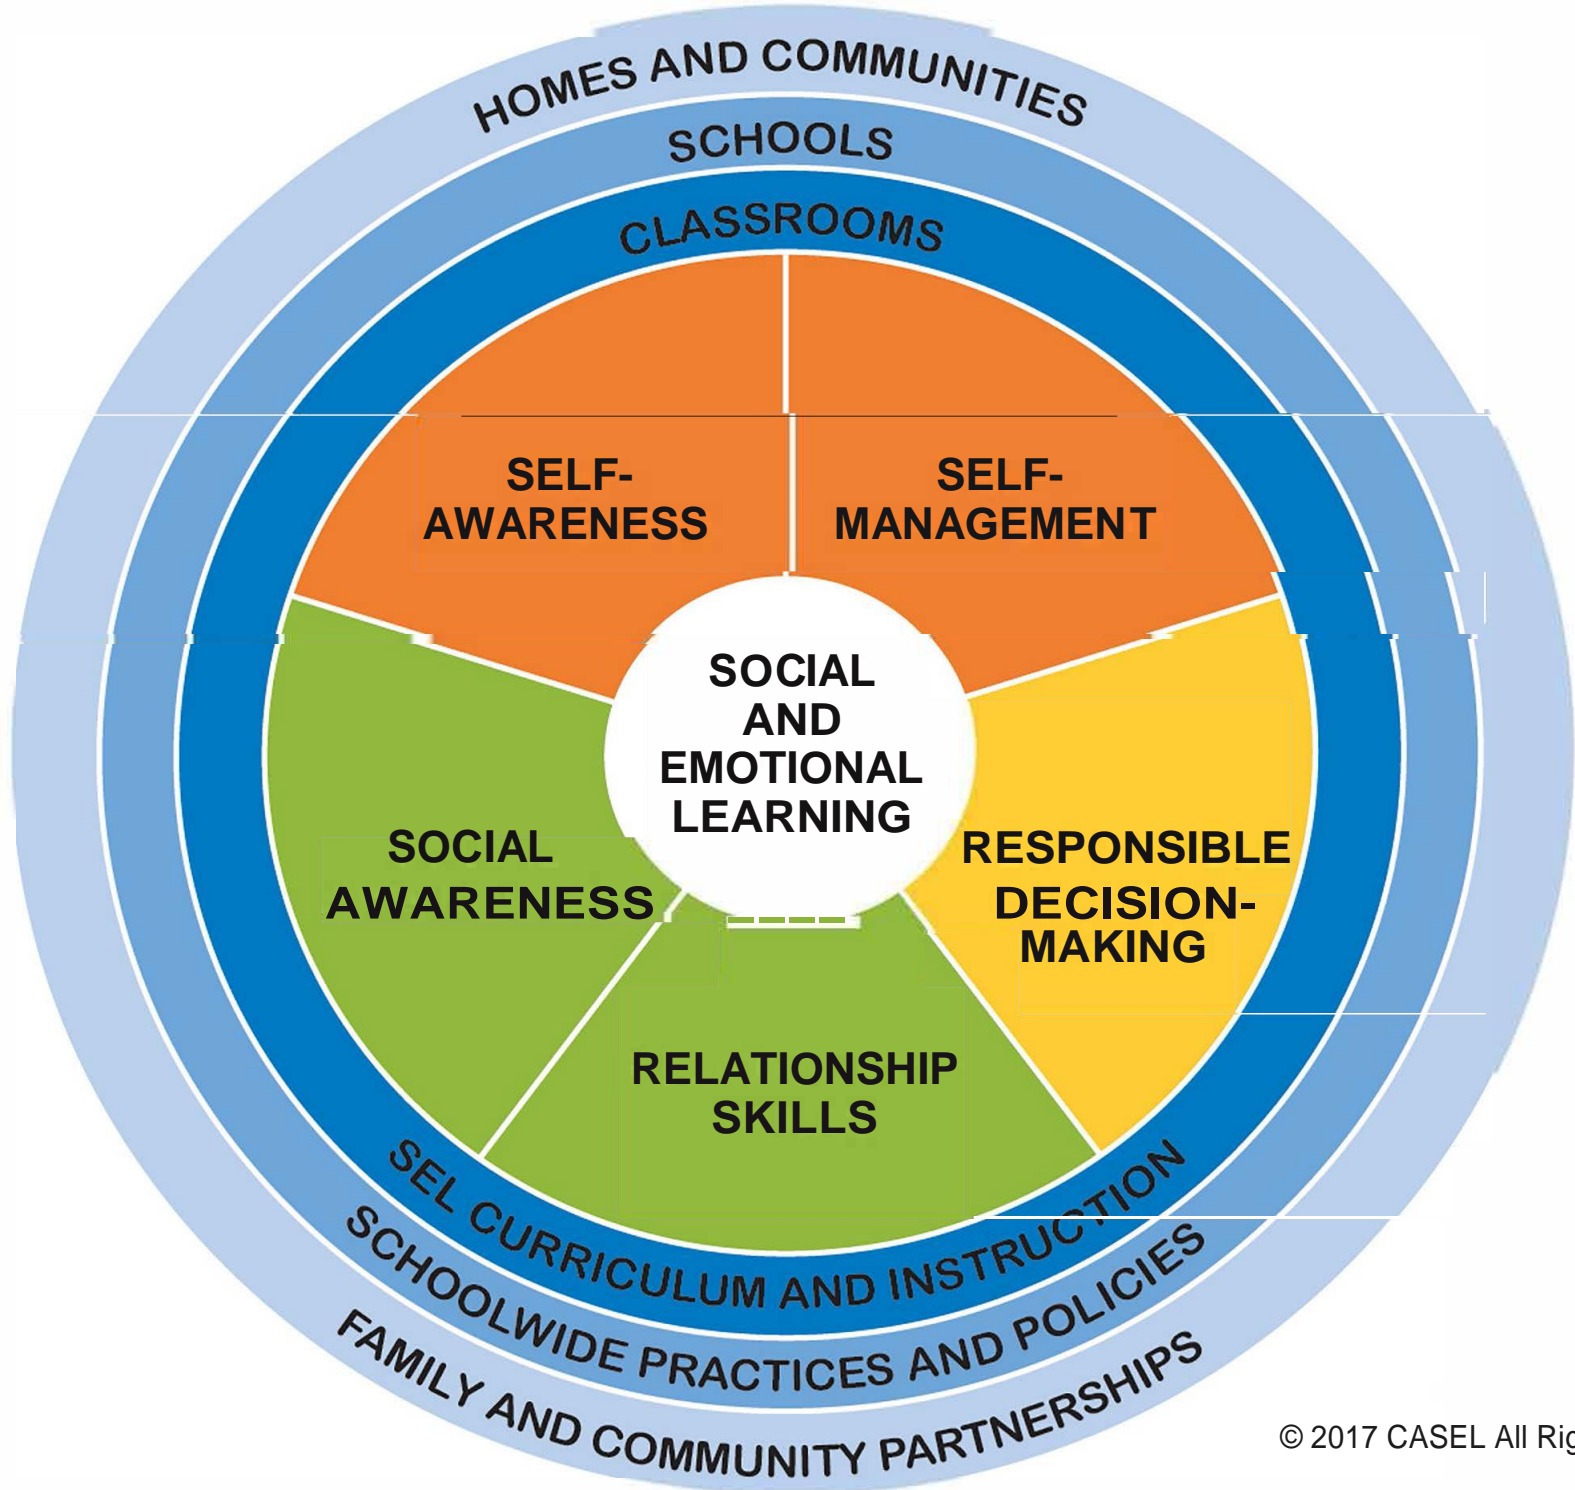 HOMES AND COMMUNITIES
SCHOOLS
CLASSROOMS
SELF-
AWARENESS
SELF-
MANAGEMENT
SOCIAL
AND
EMOTIONAL
LEARNING
SOCIAL
AWARENESS
RESPONSIBLE
DECISION-
MAKING
RELATIONSHIP
SKILLS
SEL CURRICULUM AND INSTRUCTION
SCHOOLWIDE PRACTICES AND POLICIES
FAMILY AND COMMUNITY PARTNERSHIPS
© 2017 CASEL All